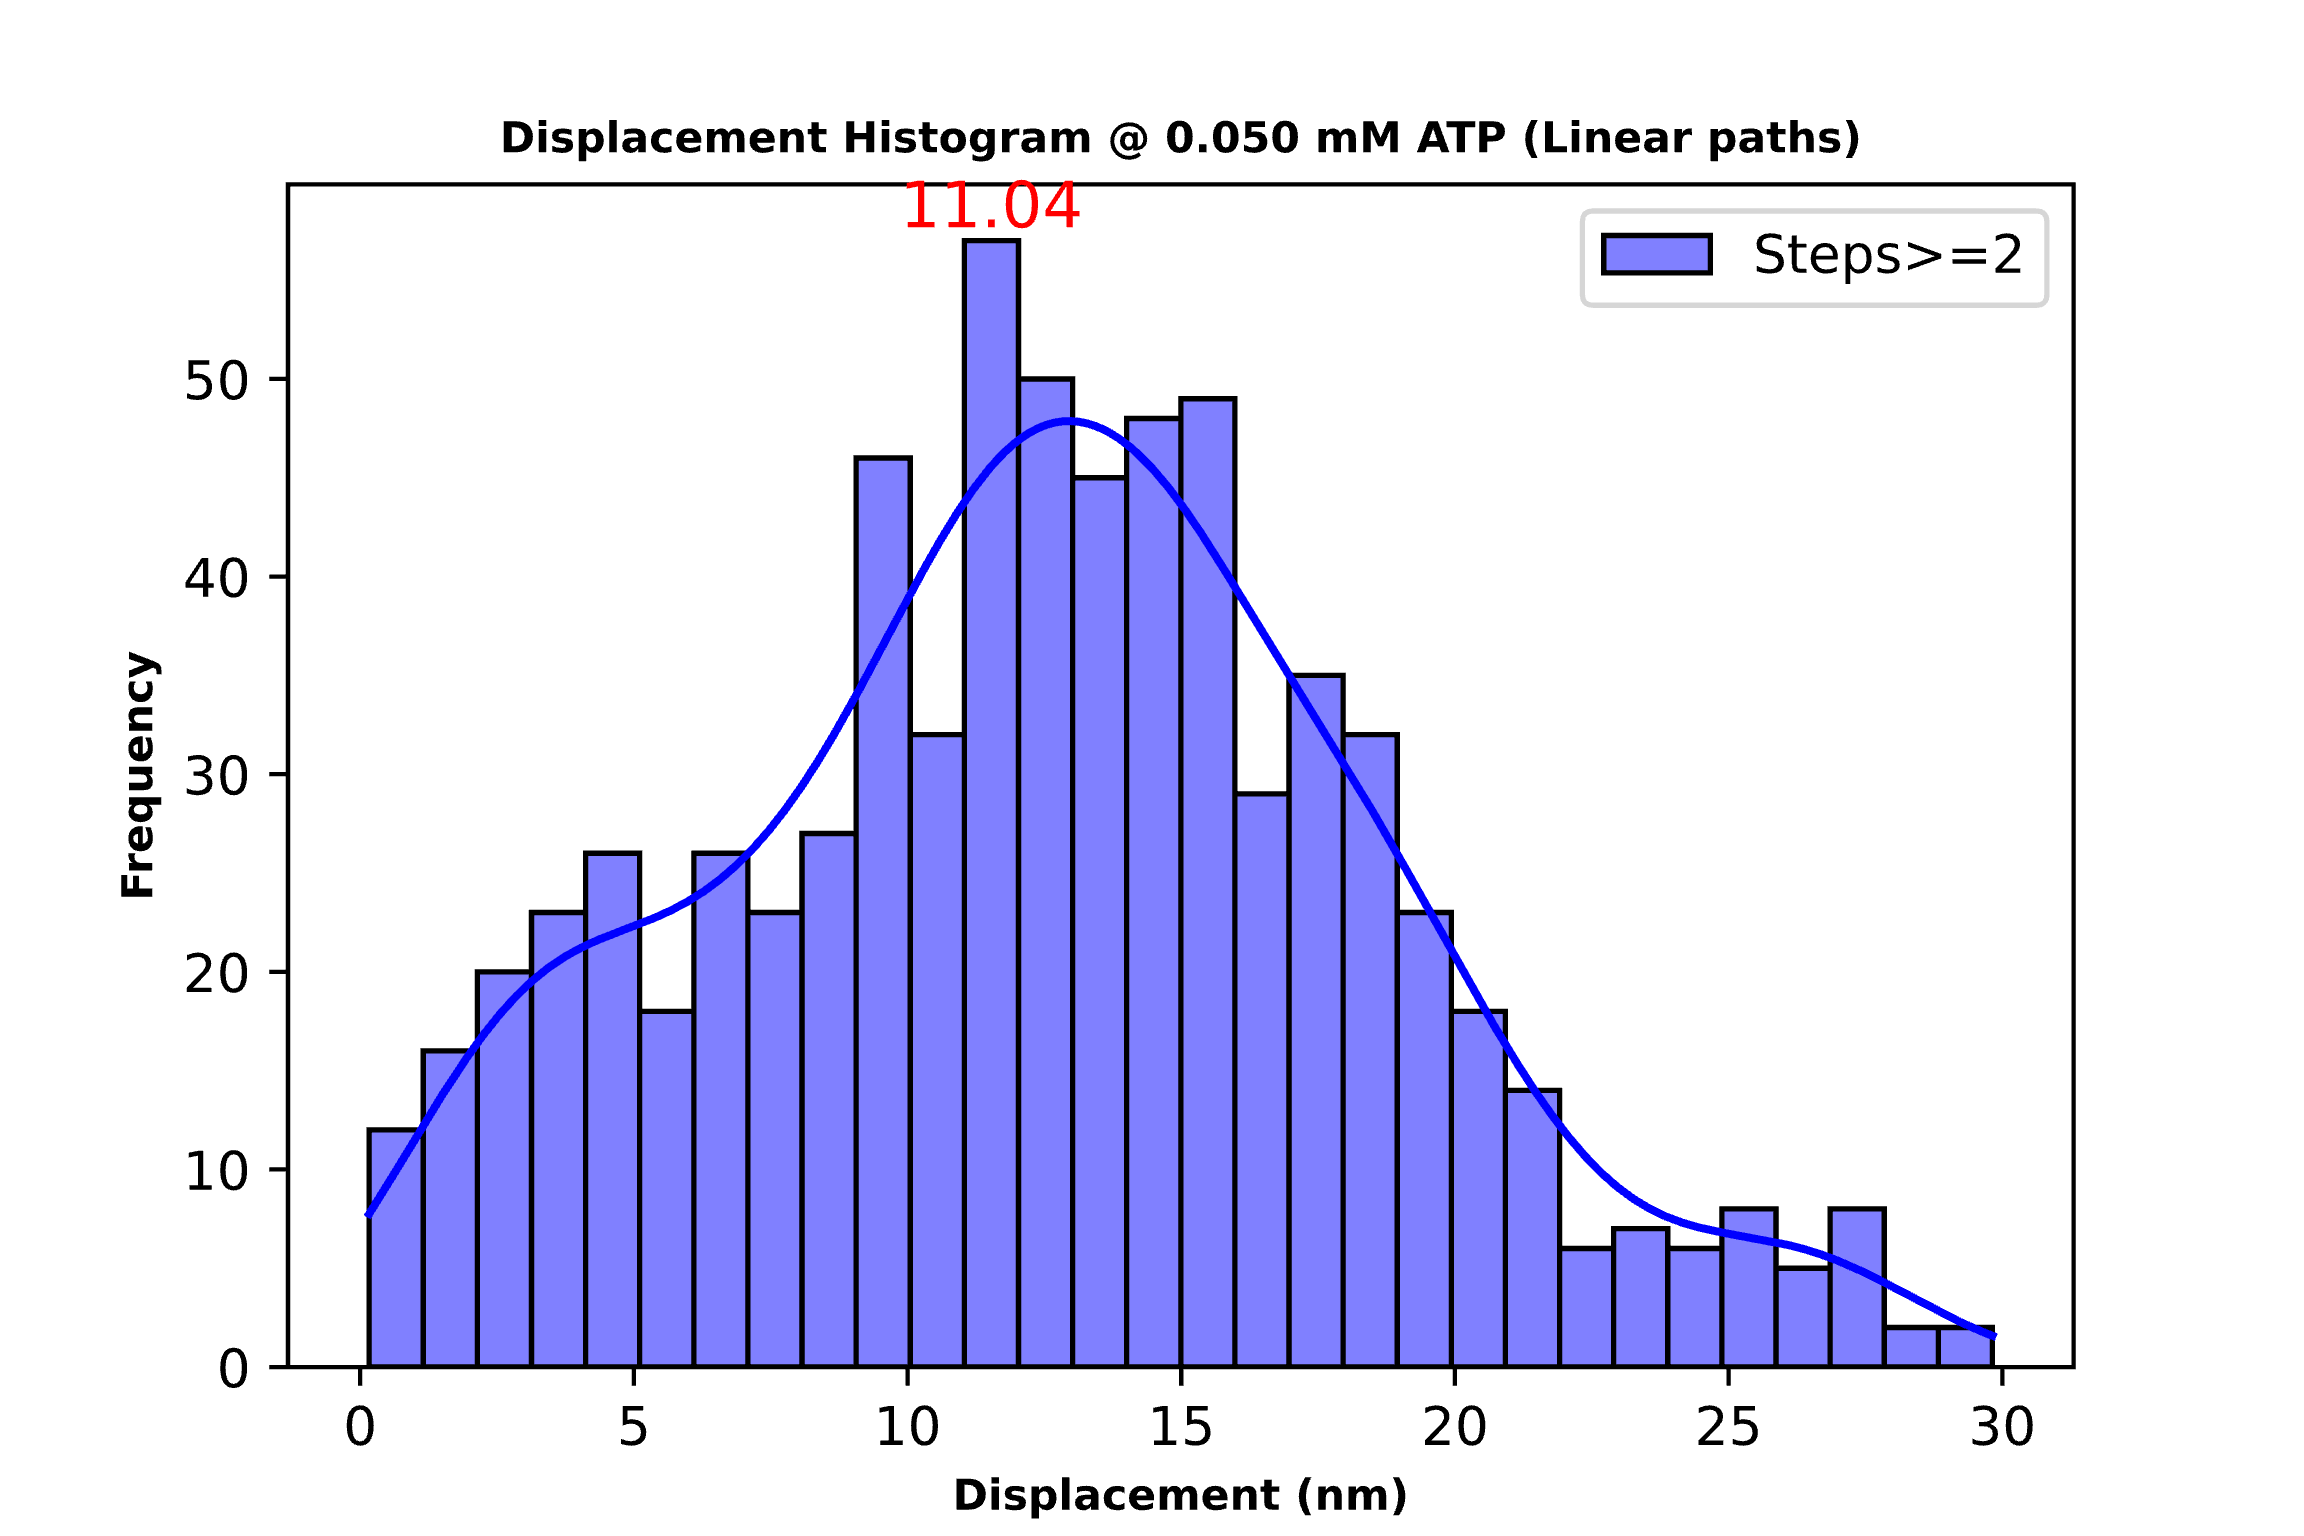 Displacement Histogram @ 0.050 mM ATP (Linear paths)
11.04
Steps>=2
Frequency
50
40
30
20
10
0
0 5 10 15 20 25 30
Displacement (nm)